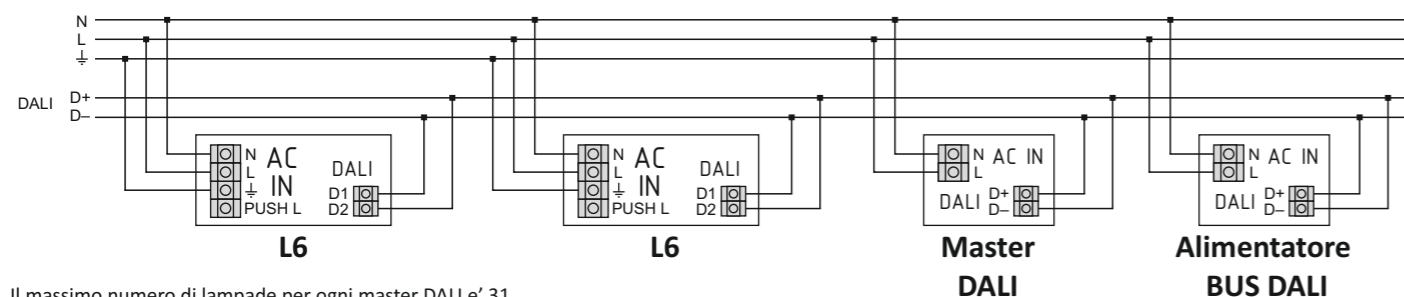 N
L
DALI D+
D–
N AC
L IN
PUSH L
DALI
D1
D2
L6
N AC
L IN
PUSH L
DALI
D1
D2
L6
N AC IN
L
DALI D+
D–
Master
DALI
N AC IN
L
DALI D+
D–
Alimentatore
BUS DALI
Il massimo numero di lampade per ogni master DALI e' 31